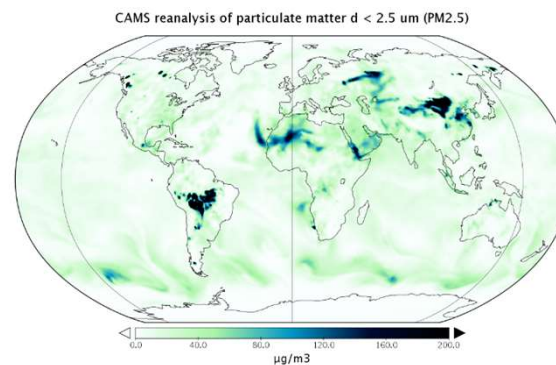 CAMS reanalysis of particulate matter d < 2.5 um (PM2.5)
0.0 40.0 80.0 120.0 160.0 200.0
µg/m3